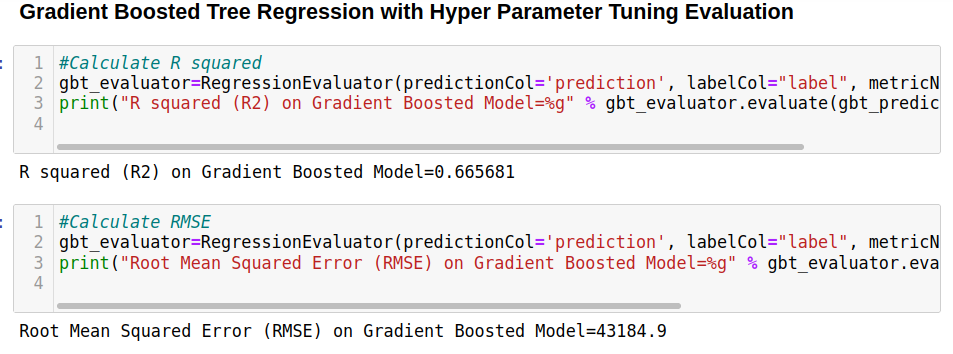 Gradient Boosted Tree Regression with Hyper Parameter Tuning Evaluation
: 1 #Calculate R squared
2 gbt_evaluator=RegressionEvaluator(predictionCol='prediction', labelCol="label", metricN
3 print("R squared (R2) on Gradient Boosted Model=%g" % gbt_evaluator.evaluate(gbt_predic
4
R squared (R2) on Gradient Boosted Model=0.665681
: 1 #Calculate RMSE
2 gbt_evaluator=RegressionEvaluator(predictionCol='prediction', labelCol="label", metricN
3 print("Root Mean Squared Error (RMSE) on Gradient Boosted Model=%g" % gbt_evaluator.eva
4
Root Mean Squared Error (RMSE) on Gradient Boosted Model=43184.9